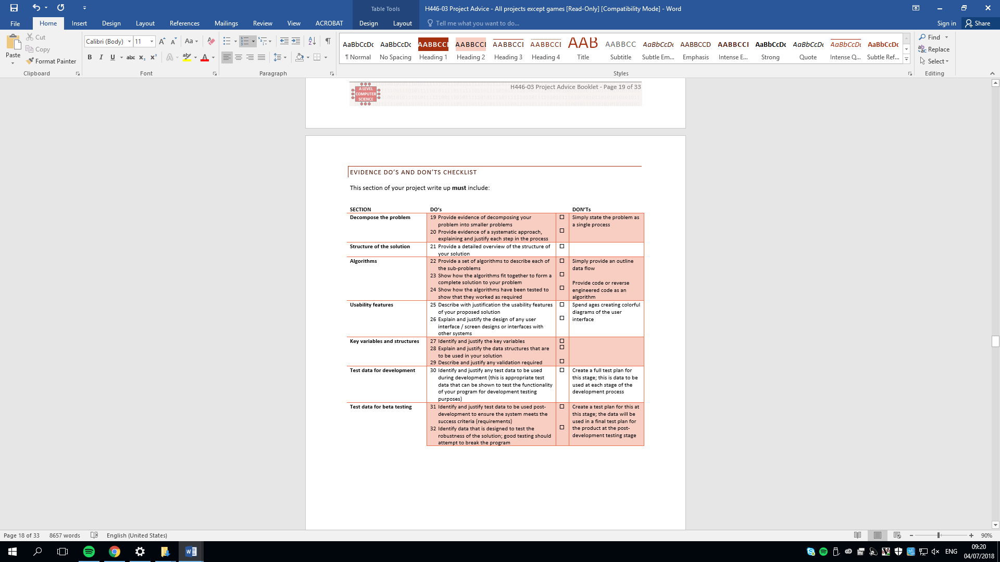 Table Tools
H446-03 Project Advice - All projects except games [Read-Only] [Compatibility Mode] - Word
File Home Insert Design Layout References Mailings Review View ACROBAT Design Layout Tell me what you want to do... Sign in Share
Paste
Cut
Copy
Format Painter
Calibri (Body) 11
AaBbCcDc AaBbCcDc AABBCCI AABBCCI AABBCCI AABBCCI AAB AABBCC AaBbCcDc AABBCCD AABBCCI AaBbCcDc AaBbCcDc AaBbCcDc AaBbCcDc
¶ Normal No Spacing Heading 1 Heading 2 Heading 3 Heading 4 Title Subtitle Subtle Em... Emphasis Intense E... Strong Quote Intense Q... Subtle Ref...
Find
Replace
Select
Clipboard Font Paragraph Styles Editing
A LEVEL
COMPUTER
SCIENCE
H446-03 Project Advice Booklet - Page 19 of 33
EVIDENCE DO'S AND DON'TS CHECKLIST
This section of your project write up must include:
SECTION DO's DON'Ts
Decompose the problem
19 Provide evidence of decomposing your
problem into smaller problems
20 Provide evidence of a systematic approach,
explaining and justify each step in the process
Simply state the problem as
a single process
Structure of the solution
21 Provide a detailed overview of the structure of
your solution
Algorithms
22 Provide a set of algorithms to describe each of
the sub-problems
23 Show how the algorithms fit together to form a
complete solution to your problem
24 Show how the algorithms have been tested to
show that they worked as required
Simply provide an outline
data flow
Provide code or reverse
engineered code as an
algorithm
Usability features
25 Describe with justification the usability features
of your proposed solution
26 Explain and justify the design of any user
interface / screen designs or interfaces with
other systems
Spend ages creating colorful
diagrams of the user
interface
Key variables and structures
27 Identify and justify the key variables
28 Explain and justify the data structures that are
to be used in your solution
29 Describe and justify any validation required
Test data for development
30 Identify and justify any test data to be used
during development (this is appropriate test
data that can be shown to test the functionality
of your program for development testing
purposes)
Create a full test plan for
this stage; this is data to be
used at each stage of the
development process
Test data for beta testing
31 Identify and justify test data to be used post-
development to ensure the system meets the
success criteria (requirements)
32 Identify data that is designed to test the
robustness of the solution; good testing should
attempt to break the program
Create a test plan for this at
this stage; the data will be
used in a final test plan for
the product at the post-
development testing stage
Page 18 of 33 8657 words English (United States) 90%
ENG
09:20
04/07/2018